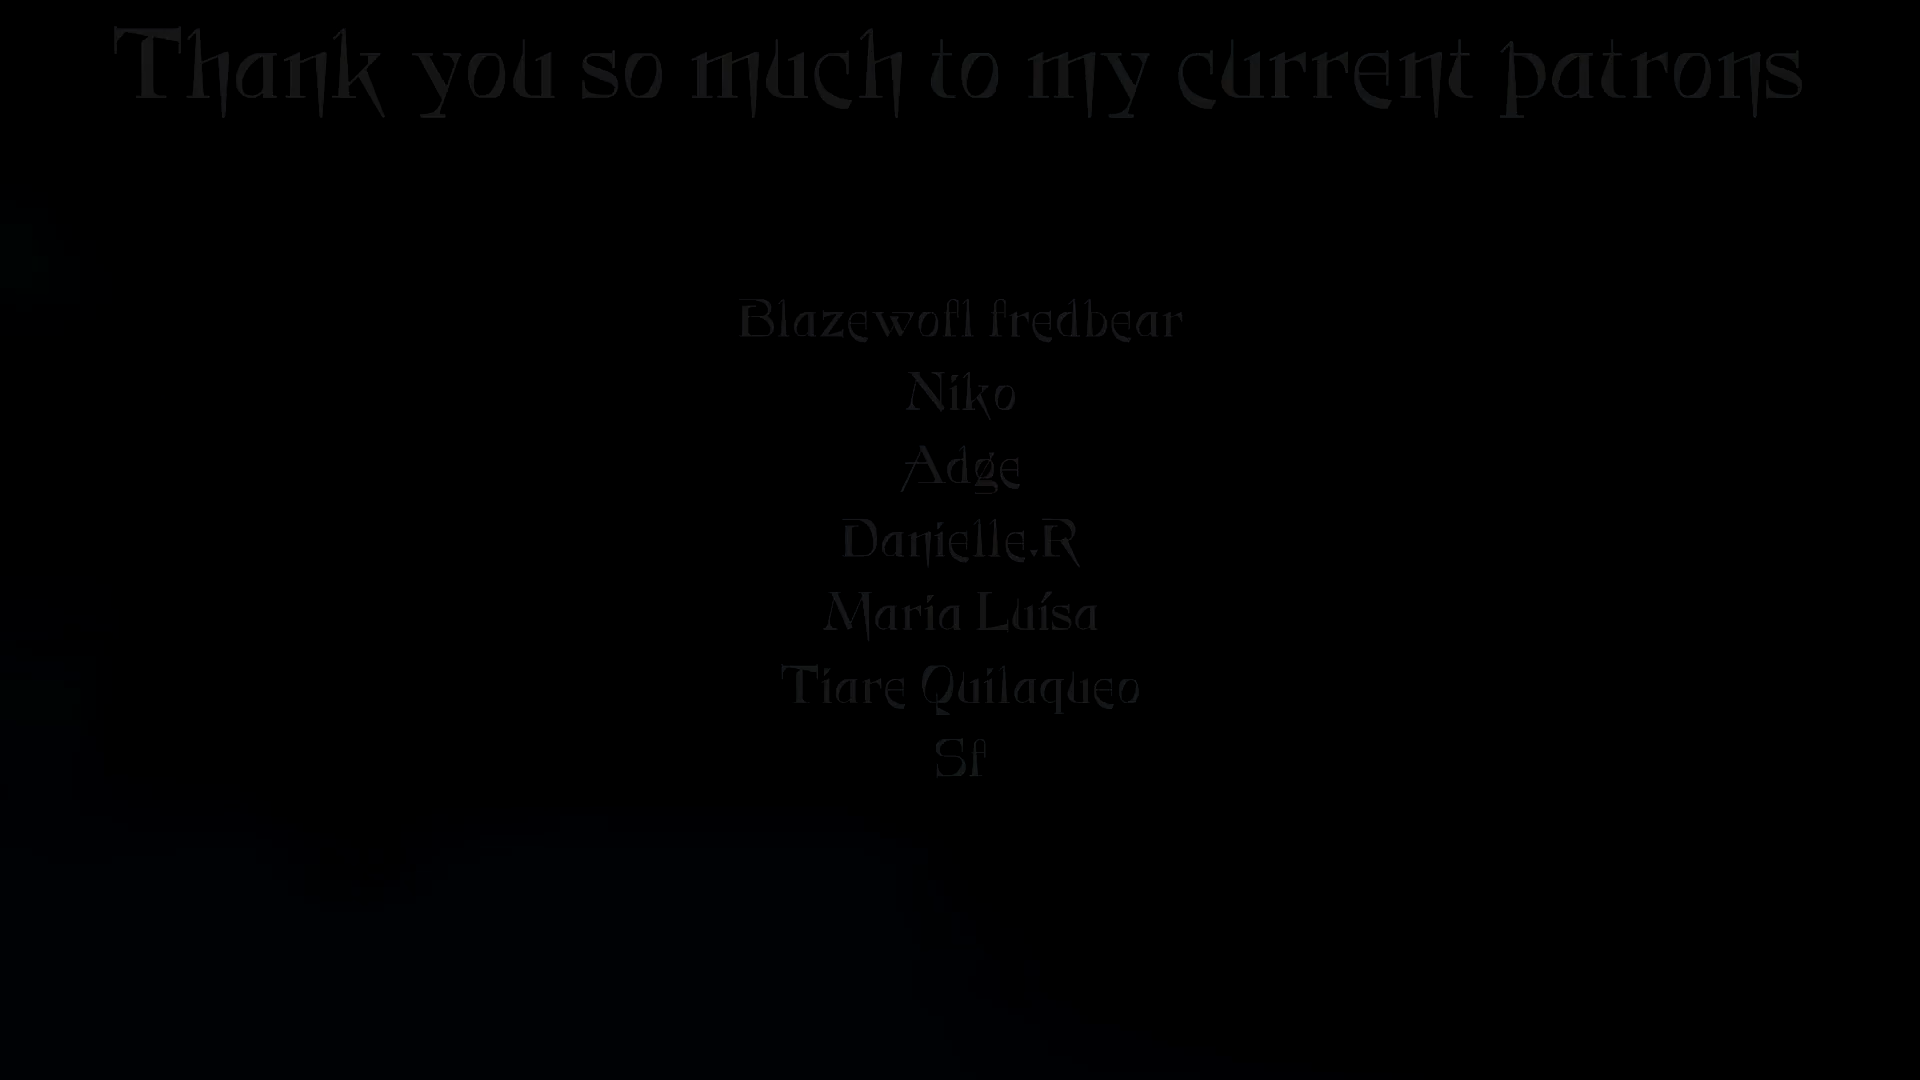 Thank you so much to my current patrons
Blazewofl fredbear
Niko
Adge
Danielle.R
Maria Luísa
Tiare Quilaqueo
Sf